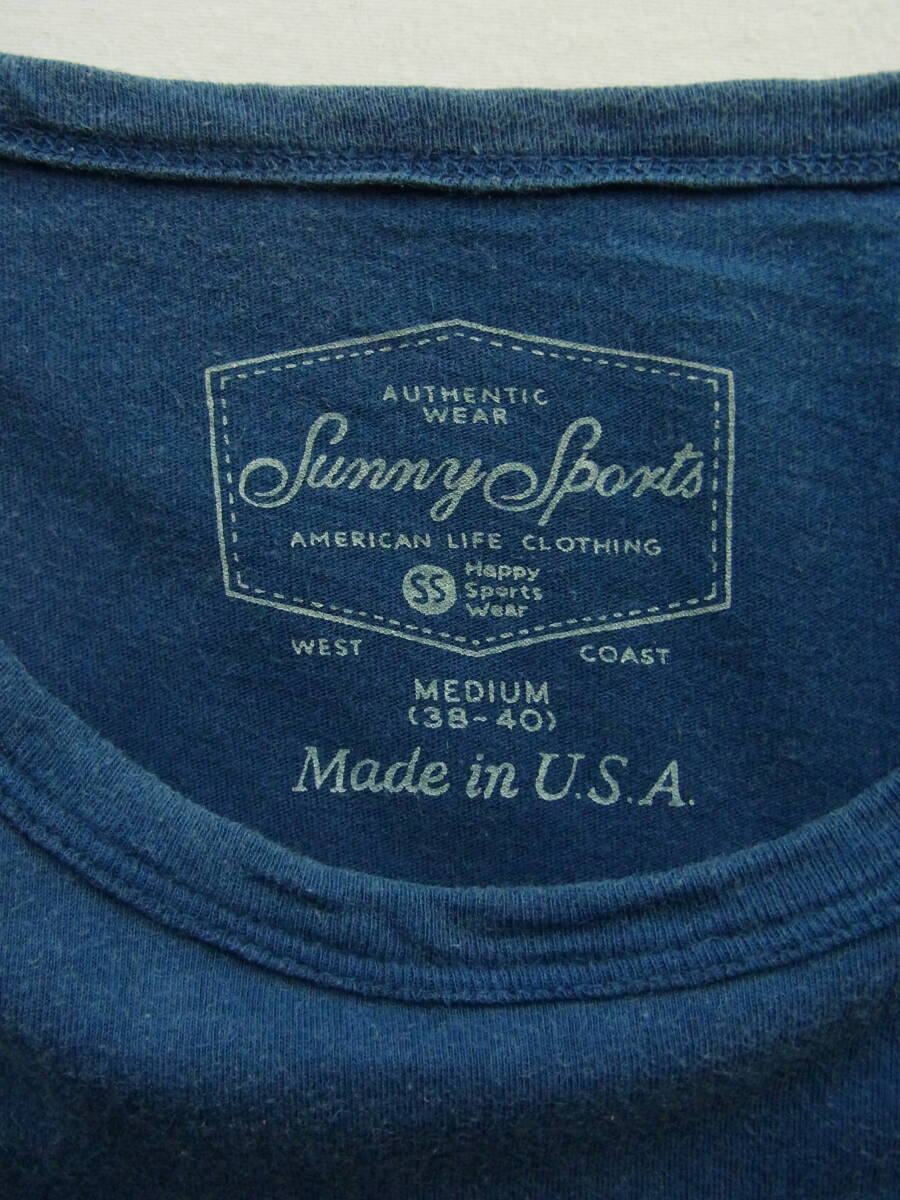 AUTHENTIC
WEAR
Sunny Sports
AMERICAN LIFE CLOTHING
SS
Happy
Sports
Wear
WEST COAST
MEDIUM
(38-40)
Made in U.S.A.